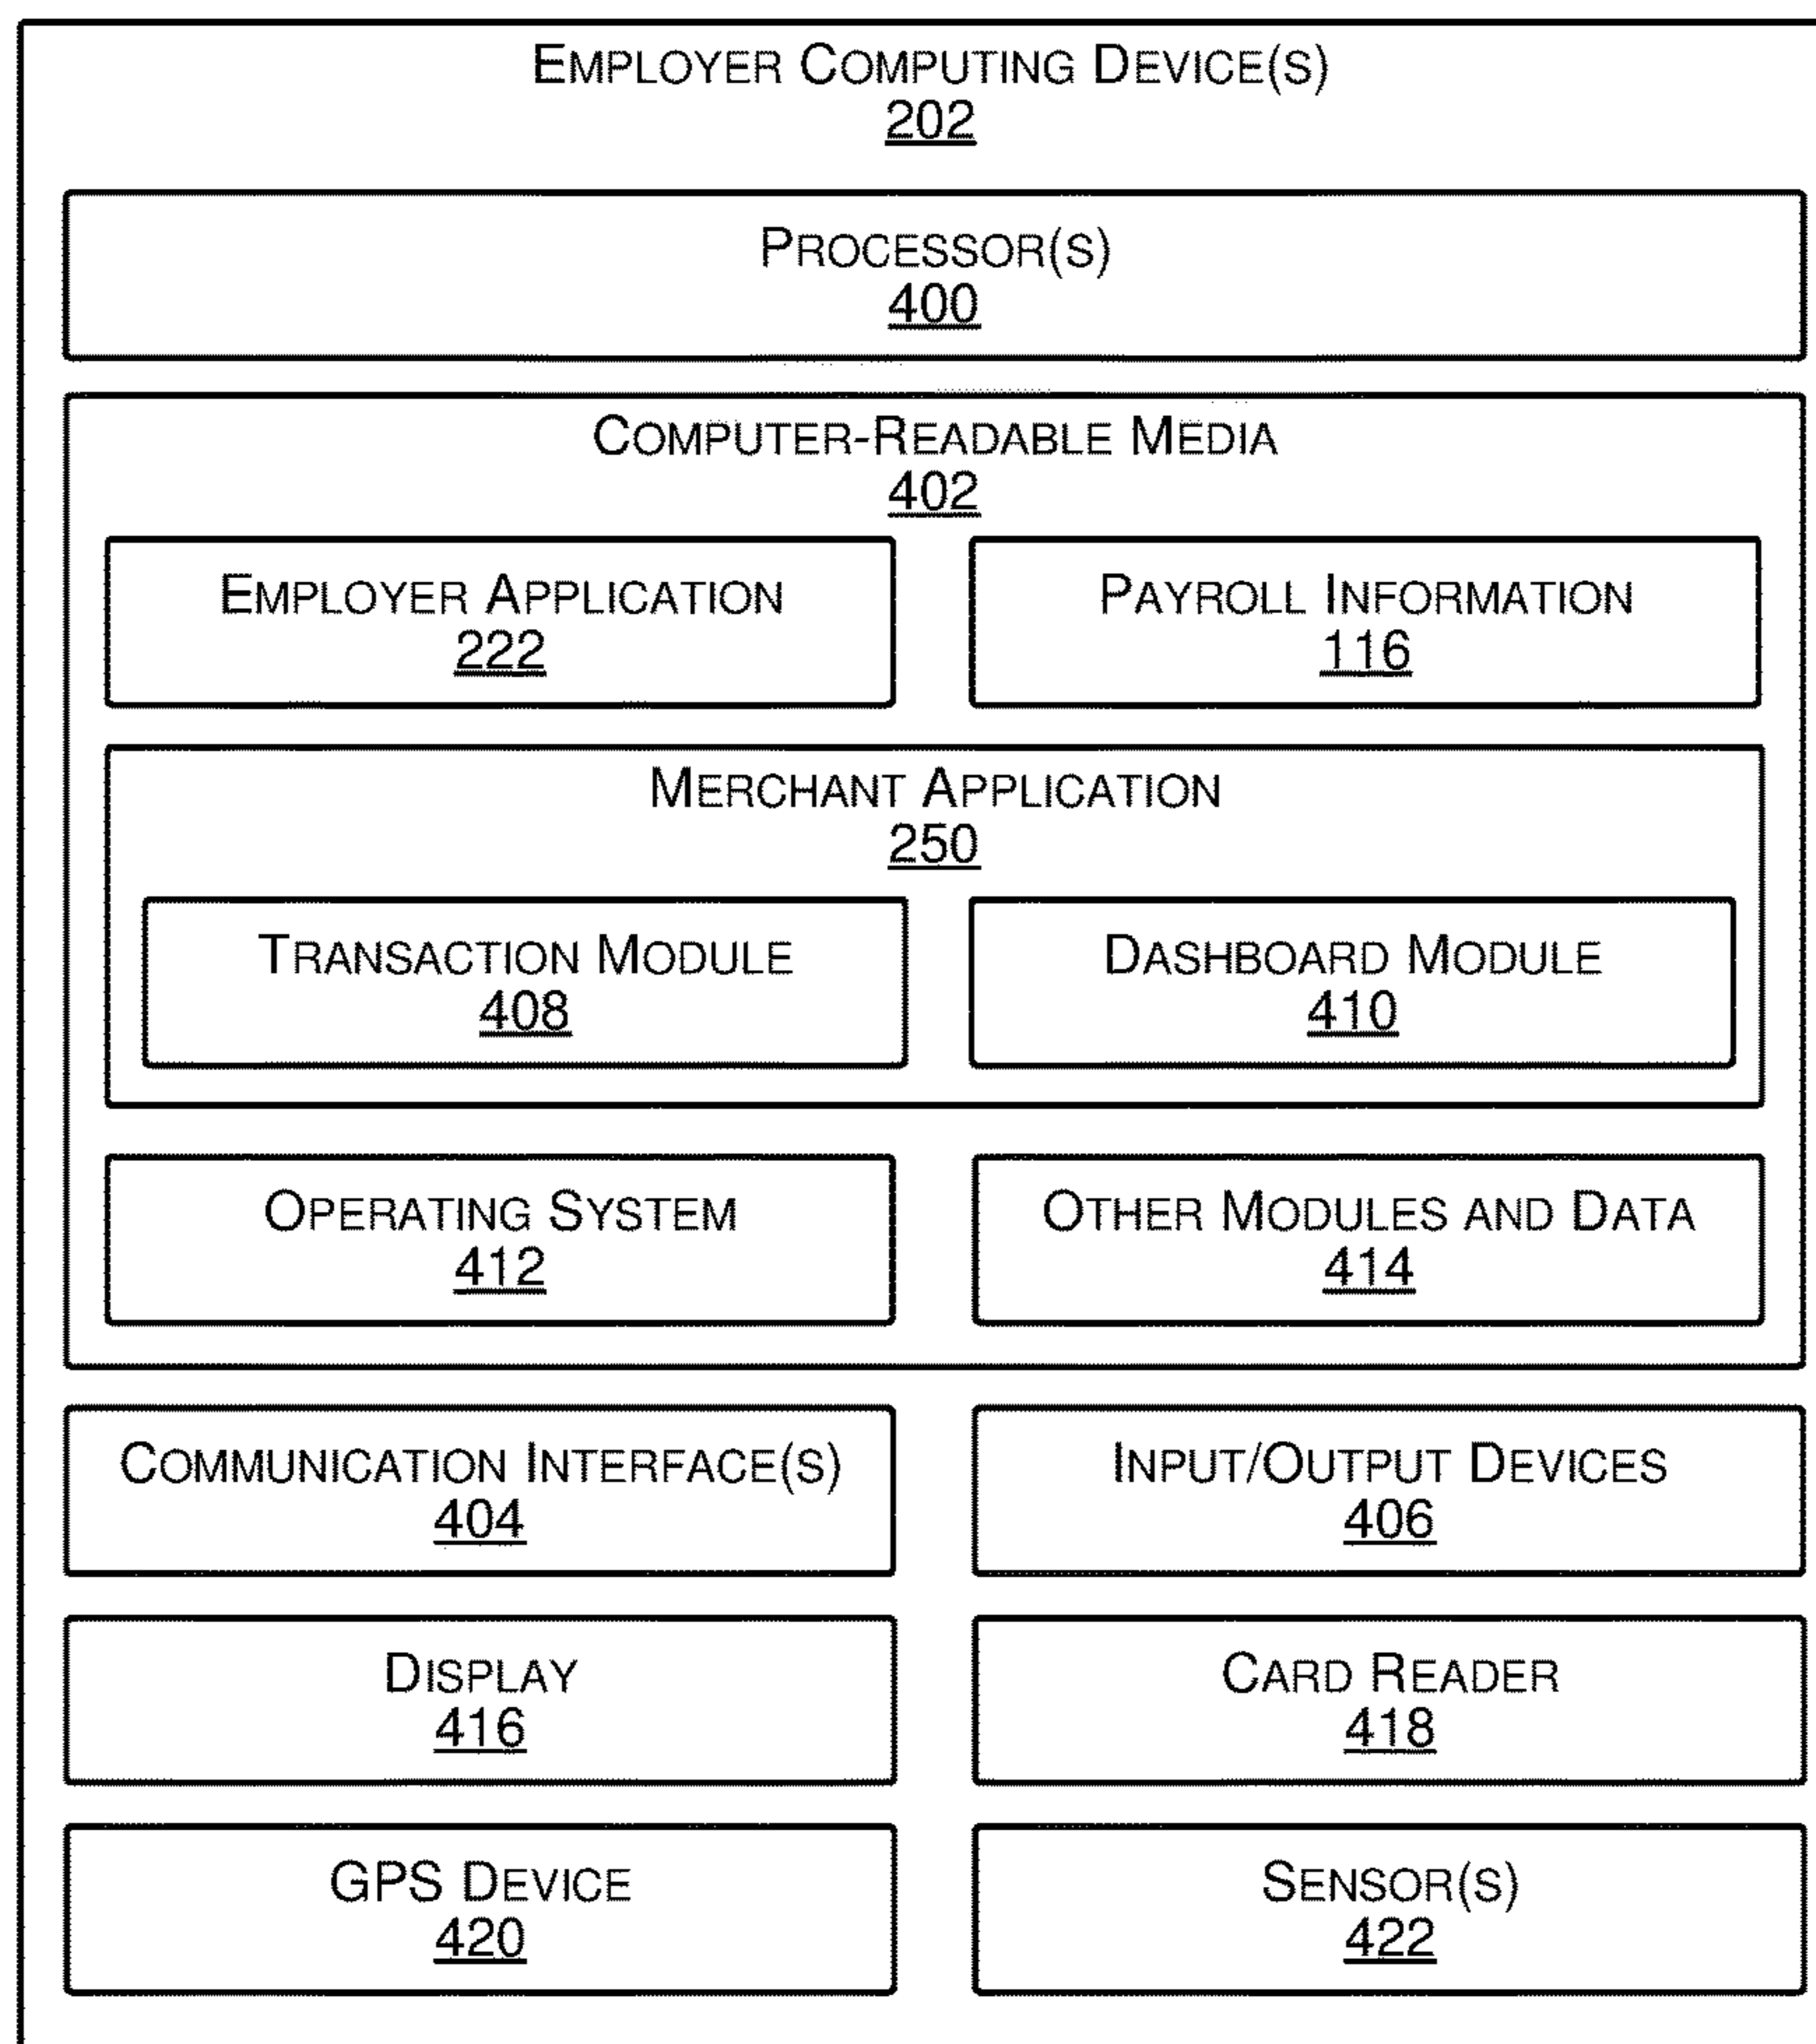 EMPLOYER COMPUTING DEVICE(S)
202
PROCESSOR(S)
400
COMPUTER-READABLE MEDIA
402
EMPLOYER APPLICATION
222
PAYROLL INFORMATION
116
MERCHANT APPLICATION
250
TRANSACTION MODULE
408
DASHBOARD MODULE
410
OPERATING SYSTEM
412
OTHER MODULES AND DATA
414
COMMUNICATION INTERFACE(S)
404
INPUT/OUTPUT DEVICES
406
DISPLAY
416
CARD READER
418
GPS DEVICE
420
SENSOR(S)
422